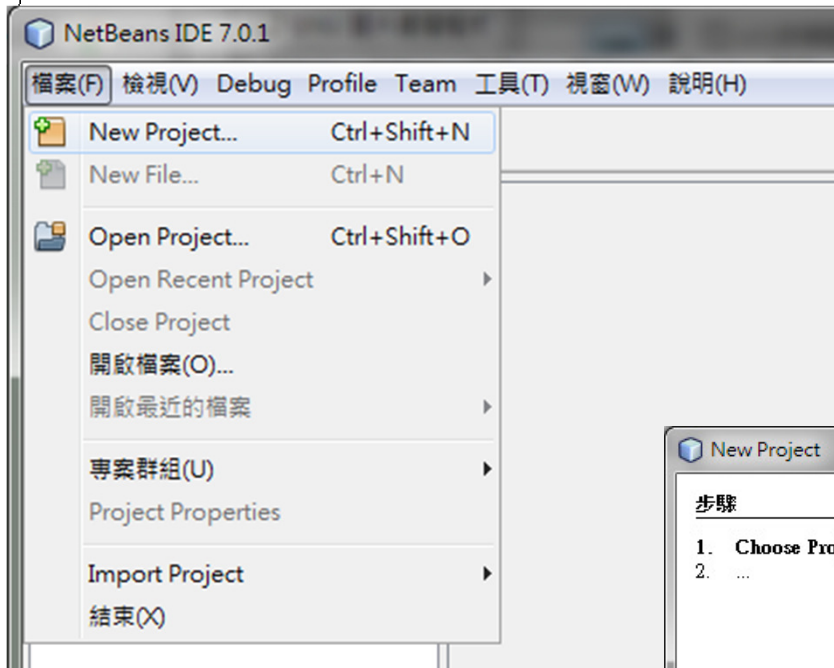 NetBeans IDE 7.0.1
檔案(F) 檢視(V) Debug Profile Team 工具(T) 視窗(W) 說明(H)
New Project... Ctrl+Shift+N
New File... Ctrl+N
Open Project... Ctrl+Shift+O
Open Recent Project
Close Project
開啟檔案(O)...
開啟最近的檔案
專案群組(U)
Project Properties
Import Project
結束(X)
New Project
步驟
1. Choose Pro
2. ...